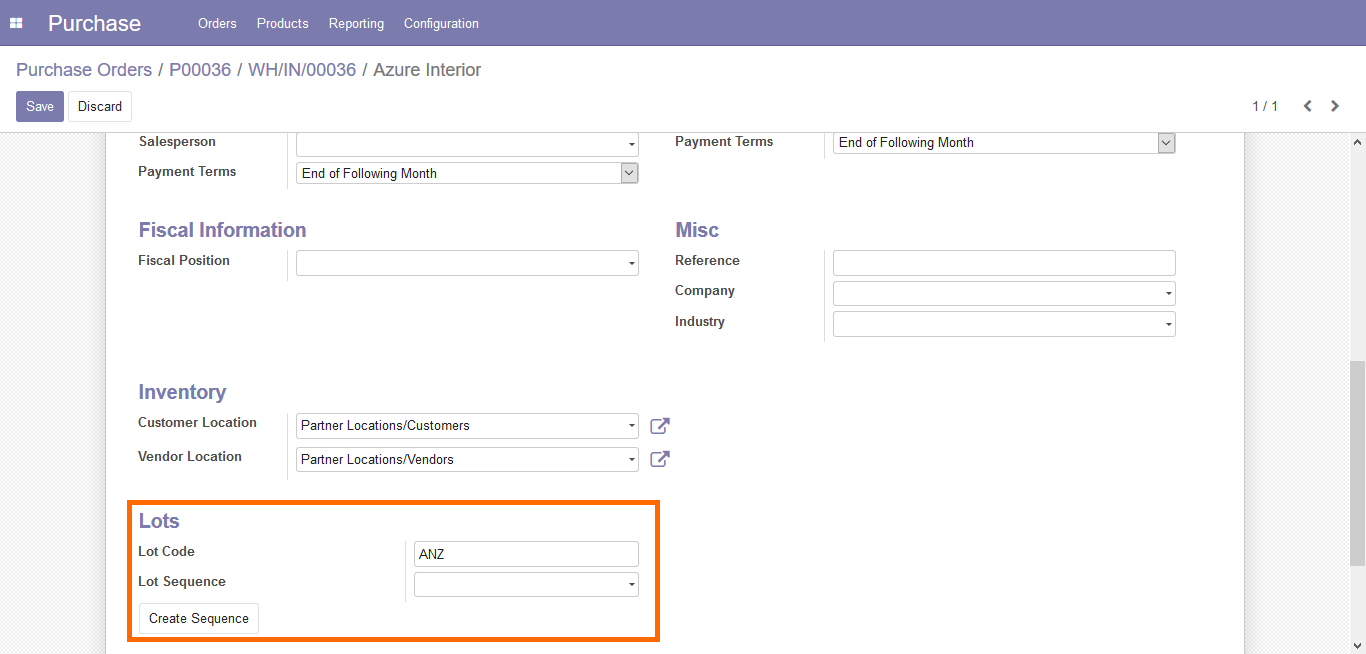 Purchase Orders Products Reporting Configuration
Purchase Orders / P00036 / WH/IN/00036 / Azure Interior
Save Discard 1 / 1
Salesperson
Payment Terms End of Following Month
Payment Terms End of Following Month
Fiscal Information
Fiscal Position
Misc
Reference
Company
Industry
Inventory
Customer Location Partner Locations/Customers
Vendor Location Partner Locations/Vendors
Lots
Lot Code ANZ
Lot Sequence
Create Sequence